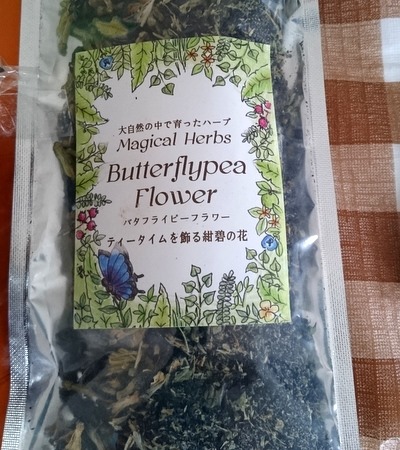 大自然の中で育ったハーブ
Magical Herbs
Butterflypea
Flower
バタフライピーフラワー
ティータイムを飾る紺碧の花